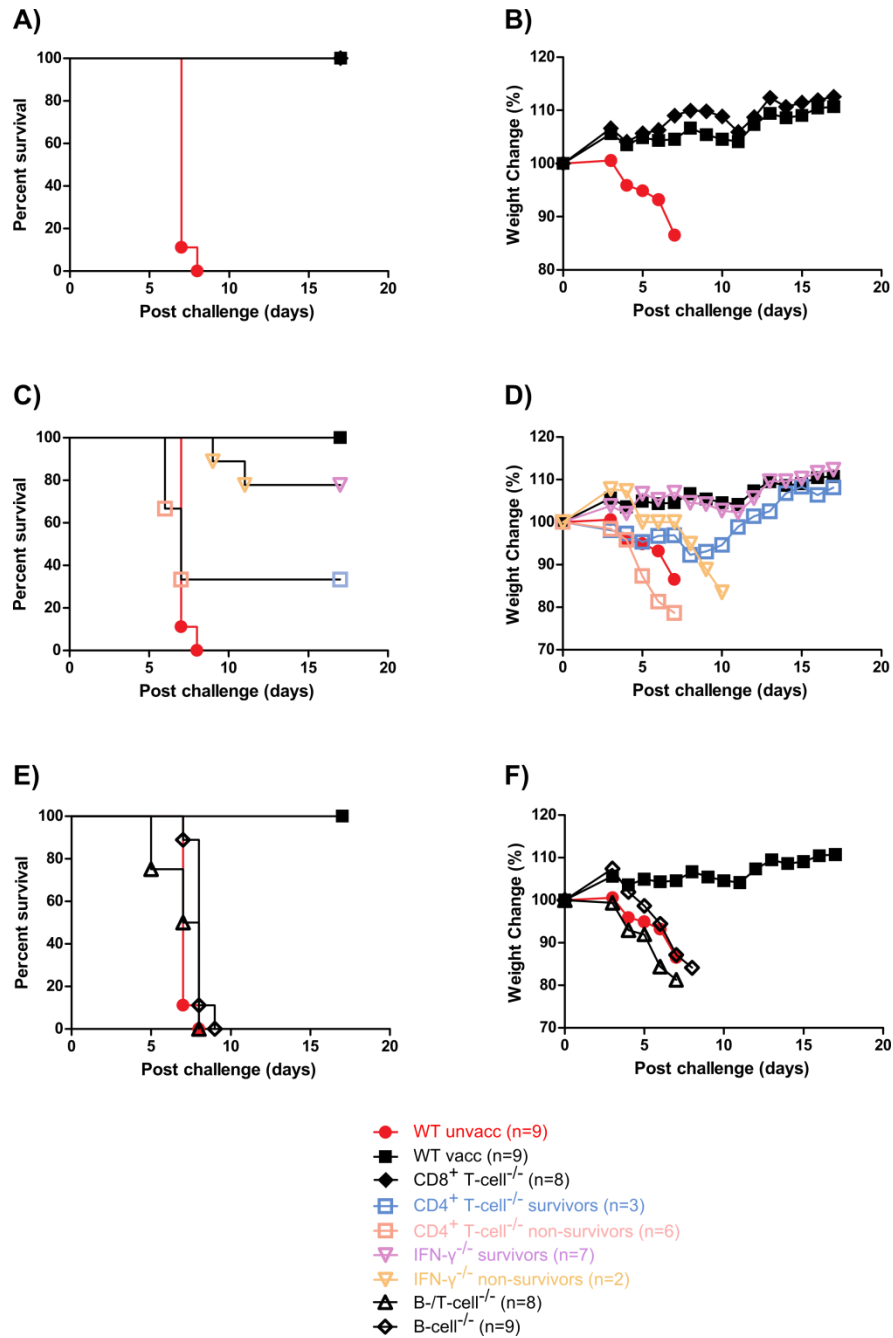 A)
B)
100
80
60
40
20
0
Percent survival
0 5 10 15 20
Post challenge (days)
120
110
100
90
80
Weight Change (%)
0 5 10 15 20
Post challenge (days)
C)
D)
100
80
60
40
20
0
Percent survival
0 5 10 15 20
Post challenge (days)
120
110
100
90
80
70
Weight Change (%)
0 5 10 15 20
Post challenge (days)
E)
F)
100
80
60
40
20
0
Percent survival
0 5 10 15 20
Post challenge (days)
120
110
100
90
80
70
Weight Change (%)
0 5 10 15 20
Post challenge (days)
WT unvacc (n=9)
WT vacc (n=9)
CD8⁺ T-cell⁻/⁻ (n=8)
CD4⁺ T-cell⁻/⁻ survivors (n=3)
CD4⁺ T-cell⁻/⁻ non-survivors (n=6)
IFN-γ⁻/⁻ survivors (n=7)
IFN-γ⁻/⁻ non-survivors (n=2)
B-/T-cell⁻/⁻ (n=8)
B-cell⁻/⁻ (n=9)